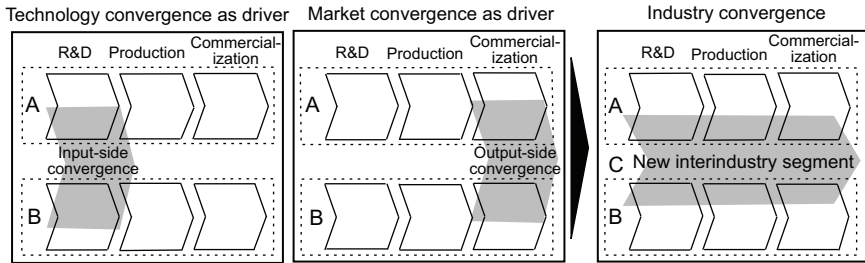 Technology convergence as driver
R&D
Production
Commercial-
ization
A
Input-side
convergence
B
Market convergence as driver
R&D
Production
Commercial-
ization
A
Output-side
convergence
B
Industry convergence
R&D
Production
Commercial-
ization
A
C New interindustry segment
B